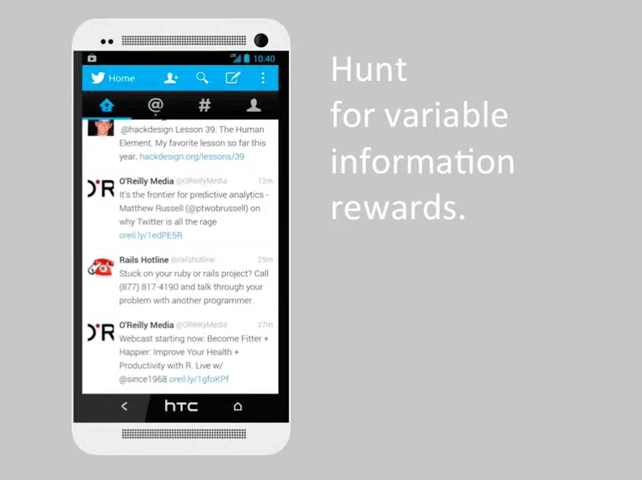 10:40
Home
@ #
@hackdesign Lesson 39: The Human
Element. My favorite lesson so far this
year. hackdesign.org/lessons/39
O'R
O'Reilly Media @OReillyMedia 12m
It's the frontier for predictive analytics -
Matthew Russell (@ptwobrussell) on
why Twitter is all the rage
oreil.ly/1edPE5R
Rails Hotline @railshotline 25m
Stuck on your ruby or rails project? Call
(877) 817-4190 and talk through your
problem with another programmer.
O'R
O'Reilly Media @OReillyMedia 27m
Webcast starting now: Become Fitter +
Happier: Improve Your Health +
Productivity with R. Live w/
@since1968 oreil.ly/1gfoKPf
hTC
Hunt
for variable
information
rewards.